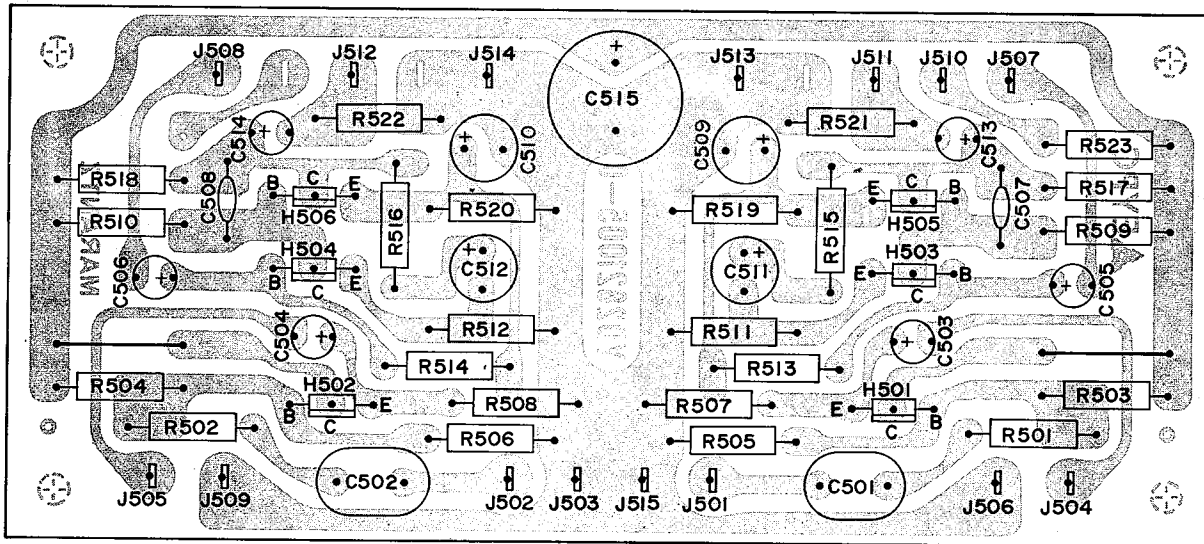 J508 J512 J514 J513 J511 J510 J507
+
C515
R522 R521
+ C514 + C510 C509 + + C513
R523
R518 C508 B C E H506 R516 R520 R519 R515 E C B H505 C507 R517
R510 R509
H504 H503
C506 + B C E + C512 C511 + E C B + C505
C504 + R512 R511 + C503
R514 R513
R504 H502 H501 R503
B C E R508 R507 E C B
R502 R506 R505 R501
J505 J509 C502 J502 J503 J515 J501 C501 J506 J504